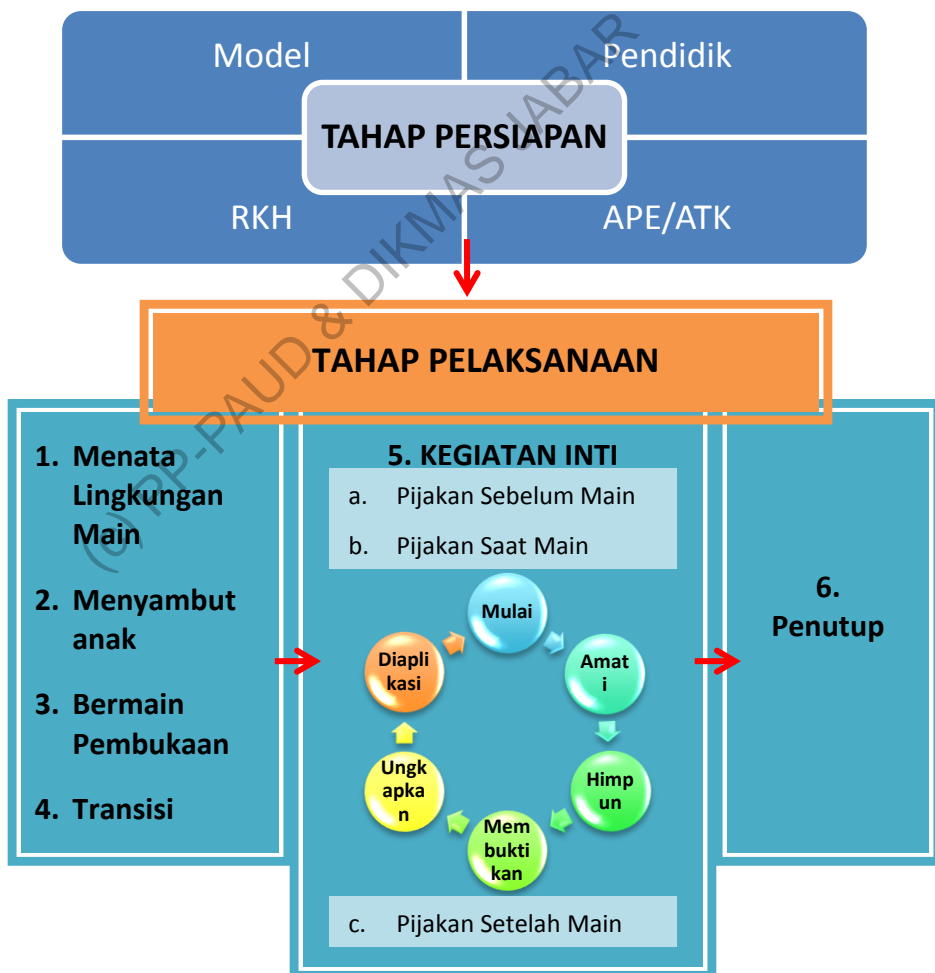 Model
Pendidik
TAHAP PERSIAPAN
RKH
APE/ATK
(c) PP-PAUD & DIKMAS JABAR
TAHAP PELAKSANAAN
1. Menata
Lingkungan
Main
2. Menyambut
anak
3. Bermain
Pembukaan
4. Transisi
5. KEGIATAN INTI
a. Pijakan Sebelum Main
b. Pijakan Saat Main
Mulai
Amat
i
Himp
un
Mem
bukti
kan
Ungk
apka
n
Diapli
kasi
c. Pijakan Setelah Main
6.
Penutup